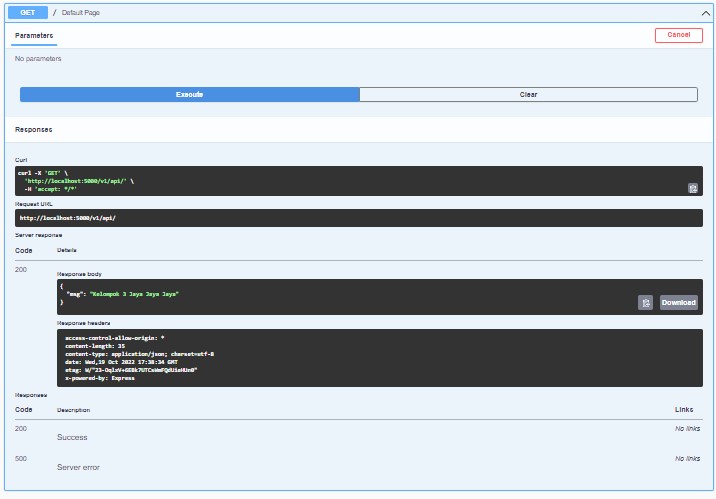 GET / Default Page
Parameters
Cancel
No parameters
Execute
Clear
Responses
Curl
curl -X 'GET' \
'http://localhost:5000/v1/api/' \
-H 'accept: */*'
Request URL
http://localhost:5000/v1/api/
Server response
Code Details
200
Response body
{
"msg": "Kelompok 3 Jaya Jaya Jaya"
}
Download
Response headers
access-control-allow-origin: *
content-length: 35
content-type: application/json; charset=utf-8
date: Wed,19 Oct 2022 17:38:34 GMT
etag:
x-powered-by: Express
Responses
Code Description Links
200 Success No links
500 Server error No links